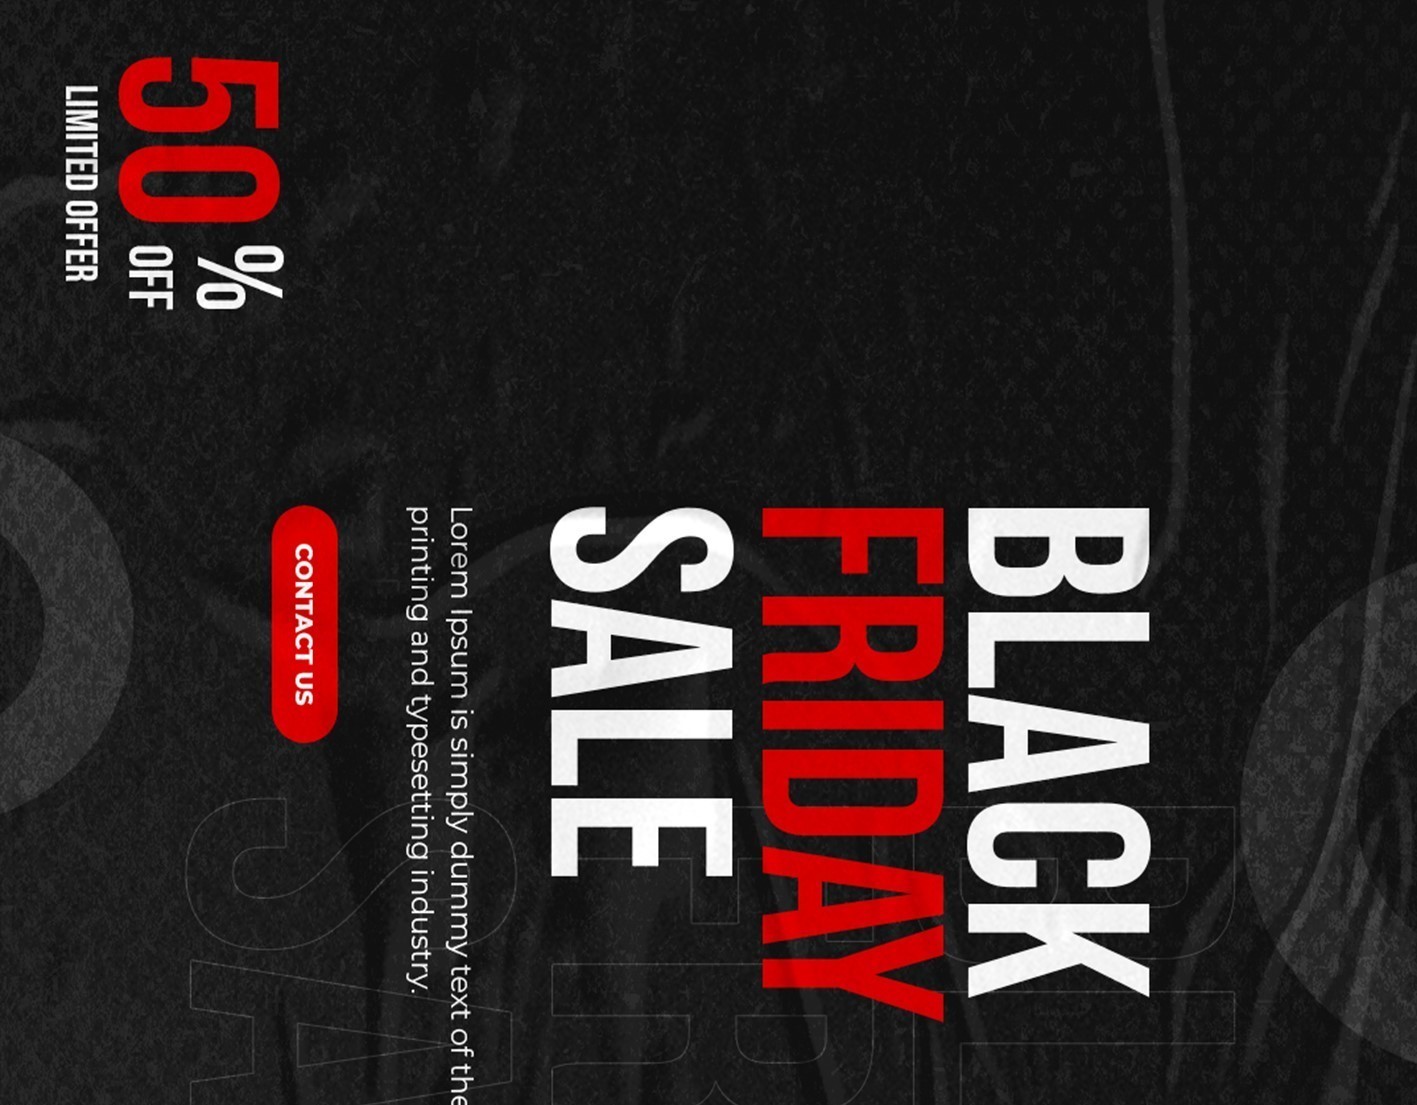 BLACK
FRIDAY
SALE
Lorem Ipsum is simply dummy text of the
printing and typesetting industry.
CONTACT US
50
%
OFF
LIMITED OFFER